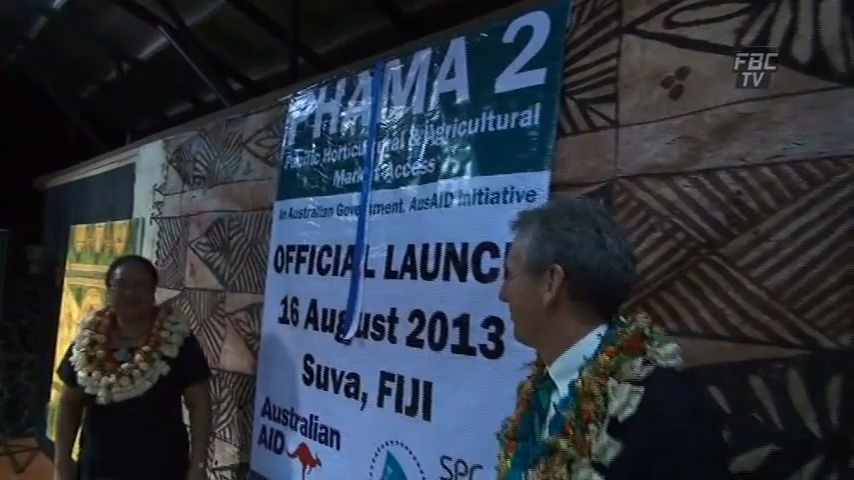 FBC
TV
PHAMA 2
Pacific Horticultural & Agricultural
Market Access
An Australian Government, AusAID Initiative
OFFICIAL LAUNCH
16 August 2013
Suva, FIJI
Australian
AID
SPC